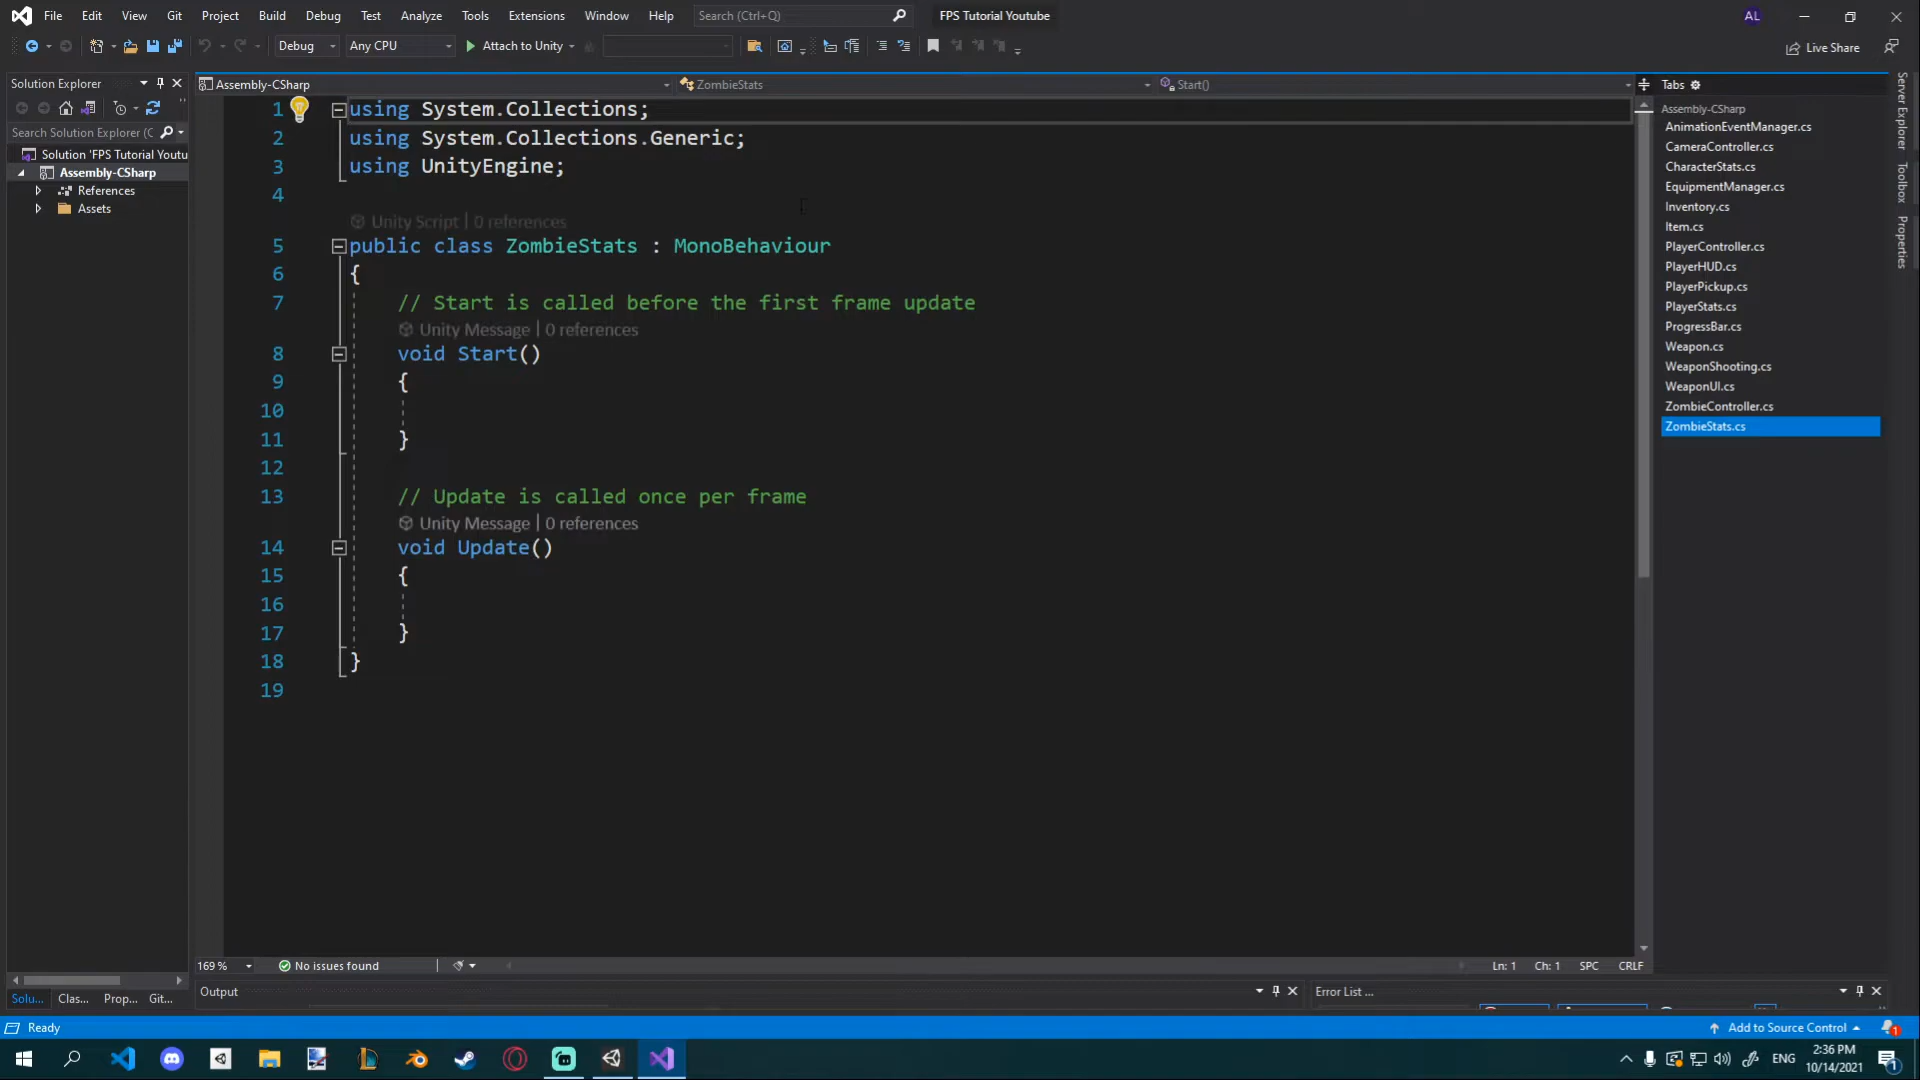 File Edit View Git Project Build Debug Test Analyze Tools Extensions Window Help Search (Ctrl+Q) FPS Tutorial Youtube AL
Debug Any CPU Attach to Unity Live Share
Solution Explorer
Search Solution Explorer (C
Solution 'FPS Tutorial Youtu
Assembly-CSharp
References
Assets
Assembly-CSharp ZombieStats Start()
1 using System.Collections;
2 using System.Collections.Generic;
3 using UnityEngine;
4
Unity Script | 0 references
5 public class ZombieStats : MonoBehaviour
6 {
7 // Start is called before the first frame update
Unity Message | 0 references
8 void Start()
9 {
10
11 }
12
13 // Update is called once per frame
Unity Message | 0 references
14 void Update()
15 {
16
17 }
18 }
19
Tabs
Assembly-CSharp
AnimationEventManager.cs
CameraController.cs
CharacterStats.cs
EquipmentManager.cs
Inventory.cs
Item.cs
PlayerController.cs
PlayerHUD.cs
PlayerPickup.cs
PlayerStats.cs
ProgressBar.cs
Weapon.cs
WeaponShooting.cs
WeaponUI.cs
ZombieController.cs
ZombieStats.cs
Server Explorer
Toolbox
Properties
169 % No issues found Ln: 1 Ch: 1 SPC CRLF
Solu... Clas... Prop... Git...
Output
Error List ...
Ready Add to Source Control 1
ENG 2:36 PM
10/14/2021 1